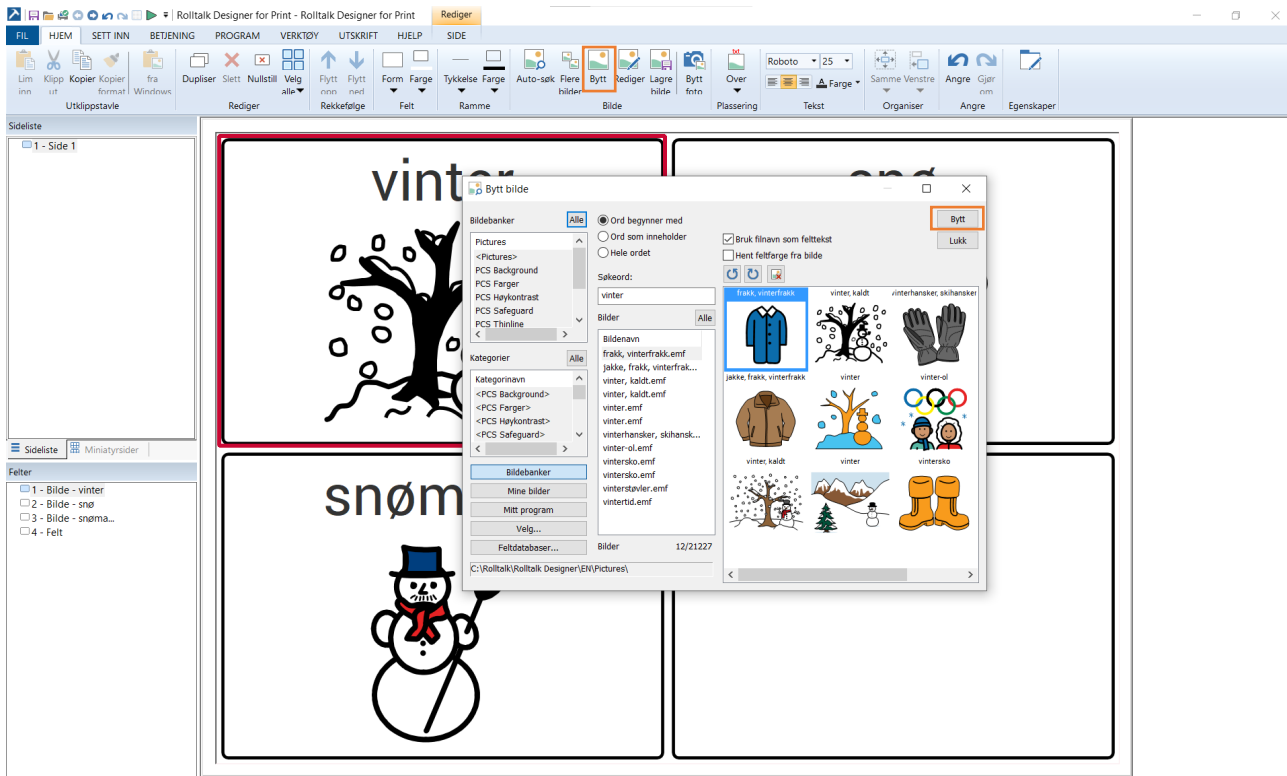 Rolltalk Designer for Print - Rolltalk Designer for Print
Rediger
FIL HJEM SETT INN BETJENING PROGRAM VERKTØY UTSKRIFT HJELP SIDE
Lim inn
Klipp ut
Kopier
Kopier format
fra Windows
Dupliser
Slett
Nullstill
Velg alle
Flytt opp
Flytt ned
Form
Farge
Tykkelse
Farge
Auto-søk
Flere bilder
Bytt
Rediger
Lagre bilde
Bytt foto
txt
Over
Roboto
25
Farge
Samme
Venstre
Angre
Gjør om
Utklippstavle
Rediger
Rekkefølge
Felt
Ramme
Bilde
Plassering
Tekst
Organiser
Angre
Egenskaper
Sideliste
1 - Side 1
Sideliste
Miniatyrsider
Felter
1 - Bilde - vinter
2 - Bilde - snø
3 - Bilde - snøma...
4 - Felt
vinter
snø
snøm
Bytt bilde
Bildebanker
Alle
Pictures
<Pictures>
PCS Background
PCS Farger
PCS Høykontrast
PCS Safeguard
PCS Thinline
Kategorier
Alle
Kategorinavn
<PCS Background>
<PCS Farger>
<PCS Høykontrast>
<PCS Safeguard>
Bildebanker
Mine bilder
Mitt program
Velg...
Feltdatabaser...
C:\Rolltalk\Rolltalk Designer\EN\Pictures\
Ord begynner med
Ord som inneholder
Hele ordet
Søkeord:
vinter
Bilder
Alle
Bildenavn
frakk, vinterfrakk.emf
jakke, frakk, vinterfrak...
vinter, kaldt.emf
vinter, kaldt.emf
vinter.emf
vinter.emf
vinterhansker, skihansk...
vinter-ol.emf
vintersko.emf
vintersko.emf
vinterstøvler.emf
vintertid.emf
Bilder 12/21227
Bruk filnavn som felttekst
Hent feltfarge fra bilde
Bytt
Lukk
frakk, vinterfrakk
vinter, kaldt
vinterhansker, skihansker
jakke, frakk, vinterfrakk
vinter
vinter-ol
vinter, kaldt
vinter
vintersko